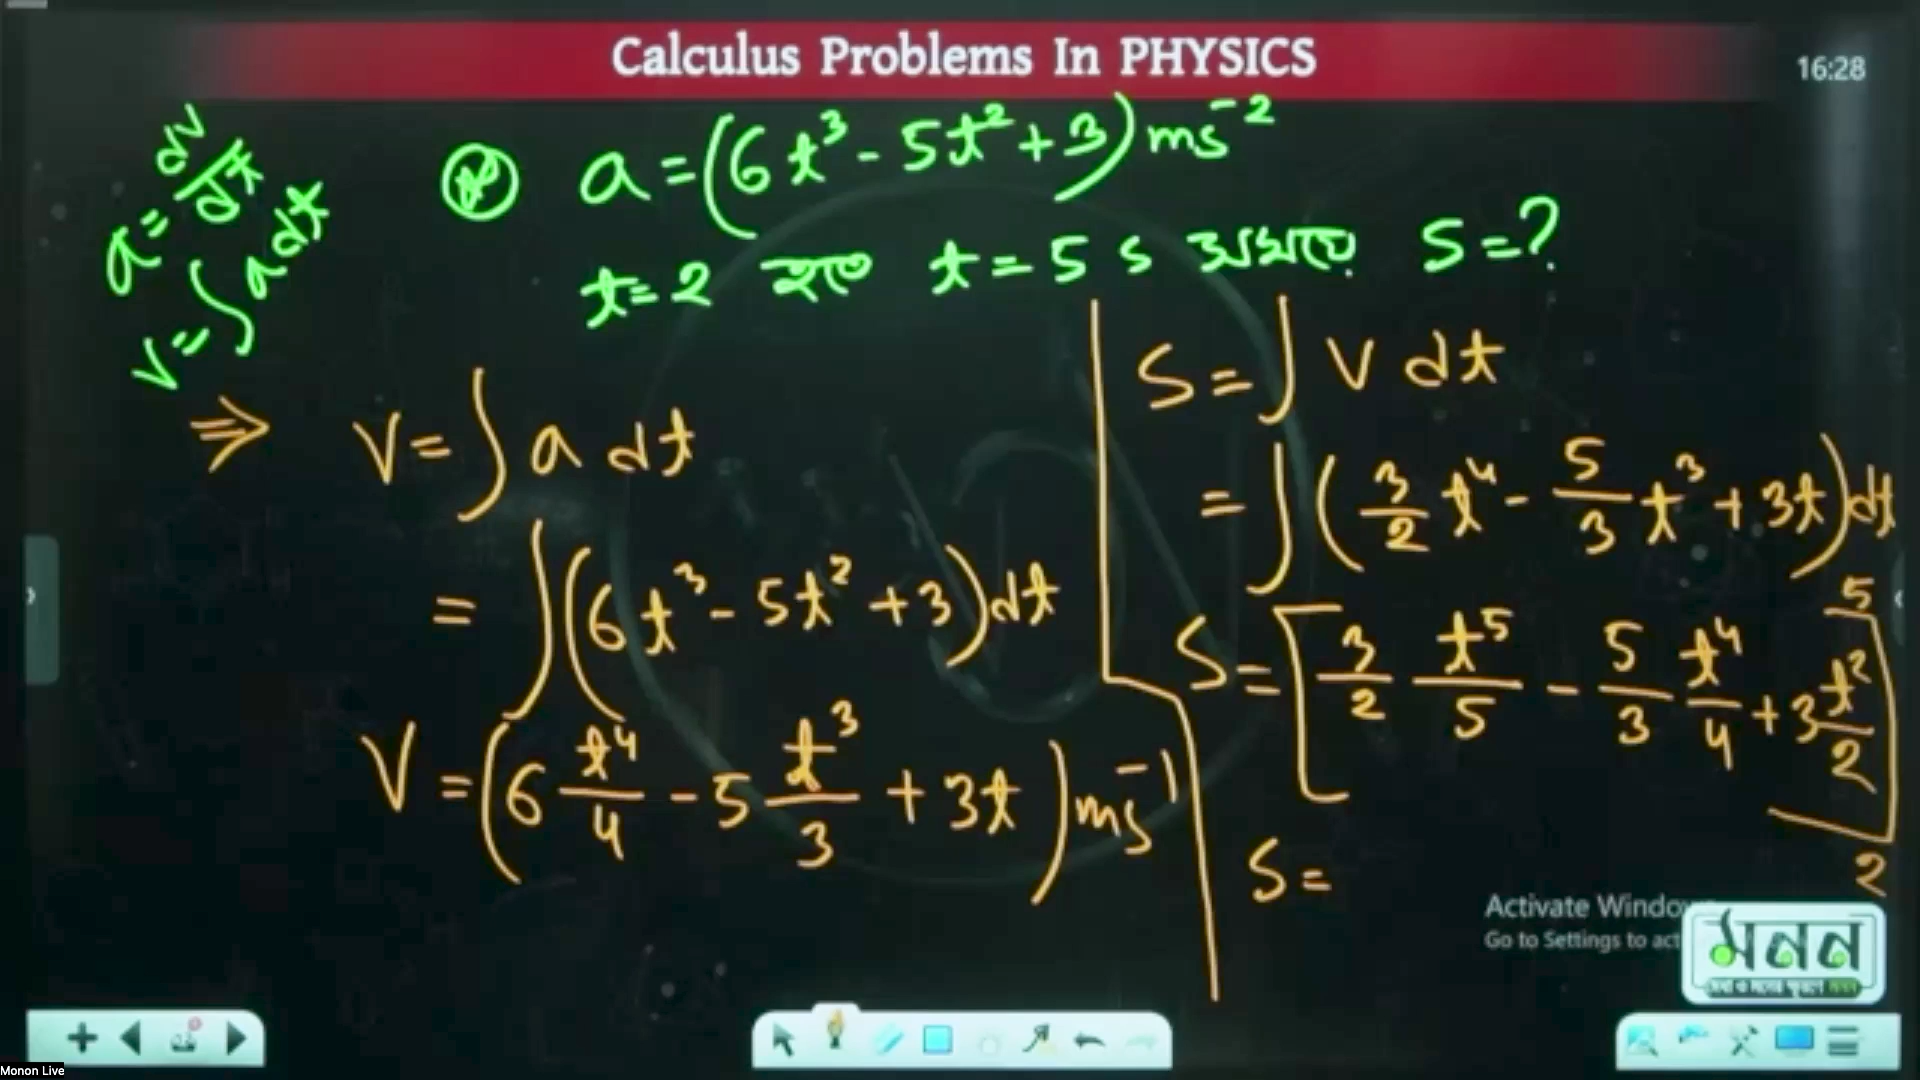 Calculus Problems In PHYSICS
16:28
a = dv/dt
v = ∫ a dt
⊛ a = (6t³ - 5t² + 3) ms⁻²
t = 2 হতে t = 5 s সময়ে S = ?
⇒ V = ∫ a dt
= ∫ (6t³ - 5t² + 3) dt
V = (6 t⁴/4 - 5 t³/3 + 3t) ms⁻¹
S = ∫ V dt
= ∫ (3/2 t⁴ - 5/3 t³ + 3t) dt
S = [3/2 t⁵/5 - 5/3 t⁴/4 + 3 t²/2]₂⁵
S =
Activate Windo
Go to Settings to act
মনন
Monon Live